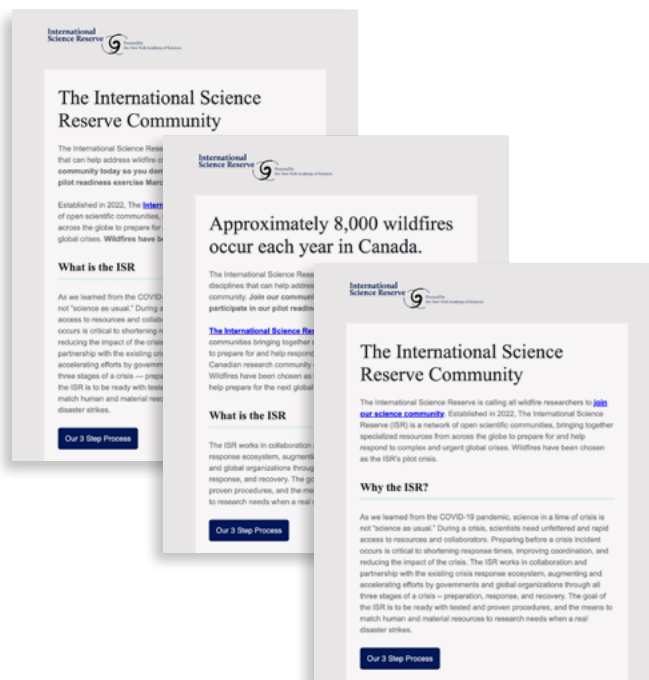 International
Science Reserve
Powered by
the New York Academy of Sciences
The International Science
Reserve Community
The International Science Rese
that can help address wildfire c
community today so you don
pilot readiness exercise Marc
Established in 2022, The Intern
of open scientific communities,
across the globe to prepare for
global crises. Wildfires have b
What is the ISR
As we learned from the COVID-
not "science as usual." During a
access to resources and collabo
occurs is critical to shortening r
reducing the impact of the crisis.
partnership with the existing cri
accelerating efforts by governm
three stages of a crisis — prepa
the ISR is to be ready with teste
match human and material reso
disaster strikes.
Our 3 Step Process
International
Science Reserve
Powered by
the New York Academy of Sciences
Approximately 8,000 wildfires
occur each year in Canada.
The International Science Rese
disciplines that can help addres
community. Join our communi
participate in our pilot readin
The International Science Res
communities bringing together
to prepare for and help respond
Canadian research community
Wildfires have been chosen as
help prepare for the next global
What is the ISR
The ISR works in collaboration
response ecosystem, augmenti
and global organizations throug
response, and recovery. The go
proven procedures, and the me
to research needs when a real
Our 3 Step Process
International
Science Reserve
Powered by
the New York Academy of Sciences
The International Science
Reserve Community
The International Science Reserve is calling all wildfire researchers to join
our science community. Established in 2022, The International Science
Reserve (ISR) is a network of open scientific communities, bringing together
specialized resources from across the globe to prepare for and help
respond to complex and urgent global crises. Wildfires have been chosen
as the ISR's pilot crisis.
Why the ISR?
As we learned from the COVID-19 pandemic, science in a time of crisis is
not "science as usual." During a crisis, scientists need unfettered and rapid
access to resources and collaborators. Preparing before a crisis incident
occurs is critical to shortening response times, improving coordination, and
reducing the impact of the crisis. The ISR works in collaboration and
partnership with the existing crisis response ecosystem, augmenting and
accelerating efforts by governments and global organizations through all
three stages of a crisis – preparation, response, and recovery. The goal of
the ISR is to be ready with tested and proven procedures, and the means to
match human and material resources to research needs when a real
disaster strikes.
Our 3 Step Process